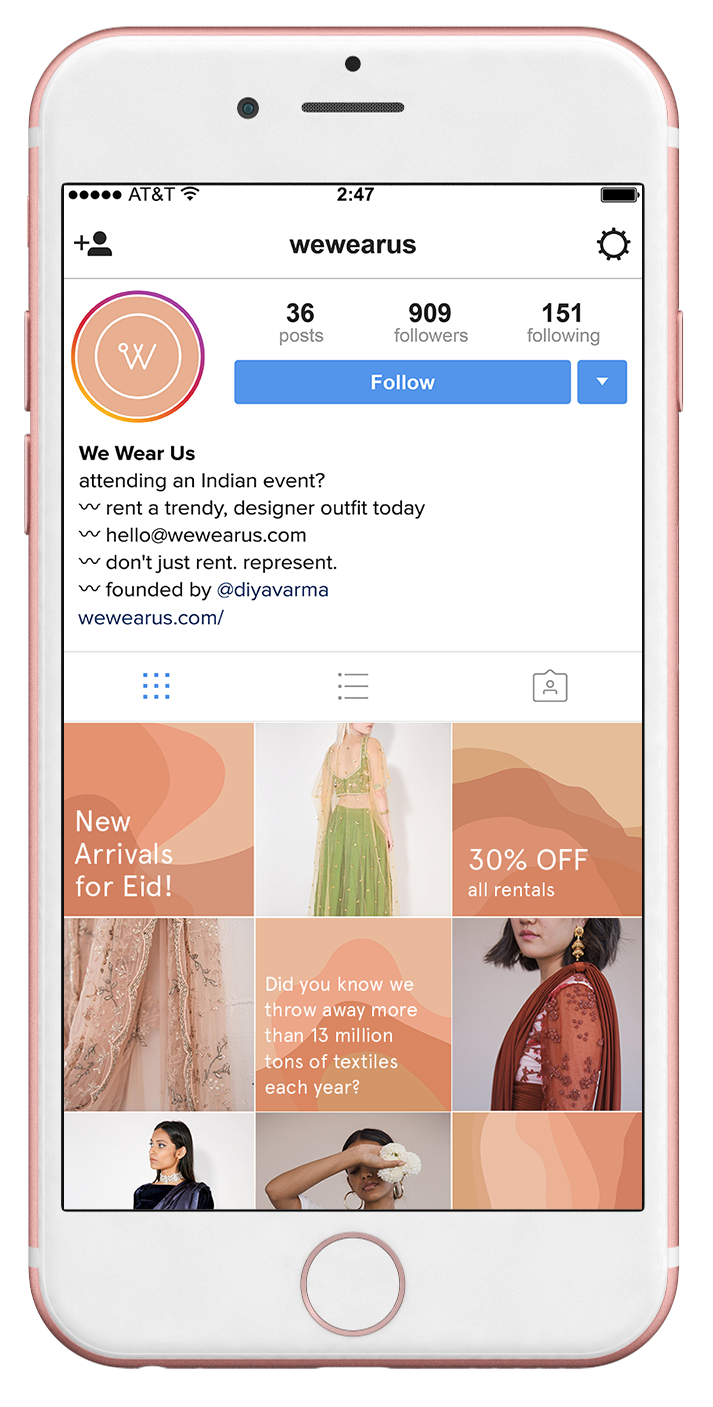 AT&T 2:47
wewearus
36 909 151
posts followers following
W
Follow
We Wear Us
attending an Indian event?
rent a trendy, designer outfit today
hello@wewearus.com
don't just rent. represent.
founded by @diyavarma
wewearus.com/
New
Arrivals
for Eid!
30% OFF
all rentals
Did you know we
throw away more
than 13 million
tons of textiles
each year?